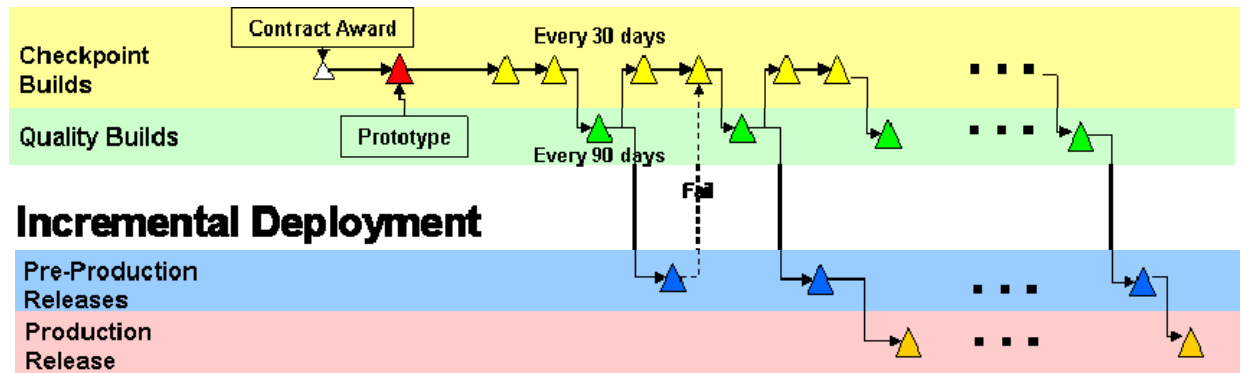 Contract Award
Every 30 days
Checkpoint
Builds
Prototype
Quality Builds
Every 90 days
Fail
Incremental Deployment
Pre-Production
Releases
Production
Release